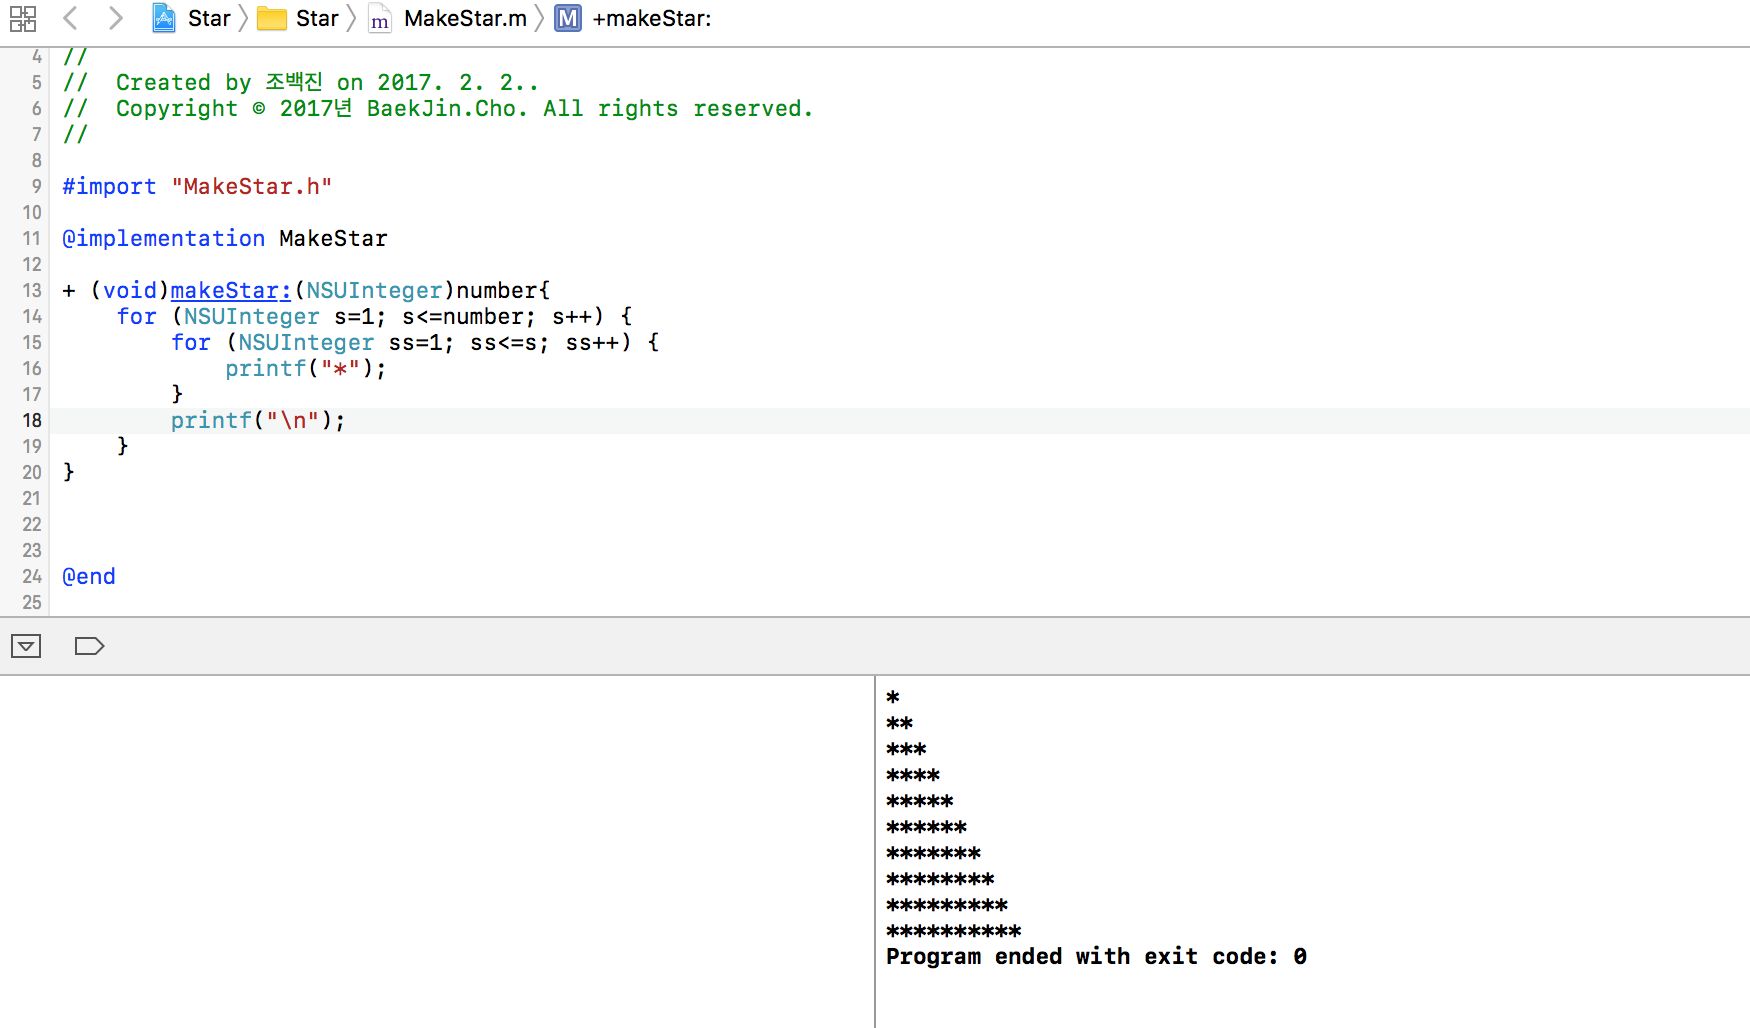 Star Star m MakeStar.m M +makeStar:
4 //
5 //  Created by 조백진 on 2017. 2. 2..
6 //  Copyright © 2017년 BaekJin.Cho. All rights reserved.
7 //
8
9 #import "MakeStar.h"
10
11 @implementation MakeStar
12
13 + (void)makeStar:(NSUInteger)number{
14     for (NSUInteger s=1; s<=number; s++) {
15         for (NSUInteger ss=1; ss<=s; ss++) {
16             printf("*");
17         }
18         printf("\n");
19     }
20 }
21
22
23
24 @end
25
*
**
***
****
*****
******
*******
********
*********
**********
Program ended with exit code: 0